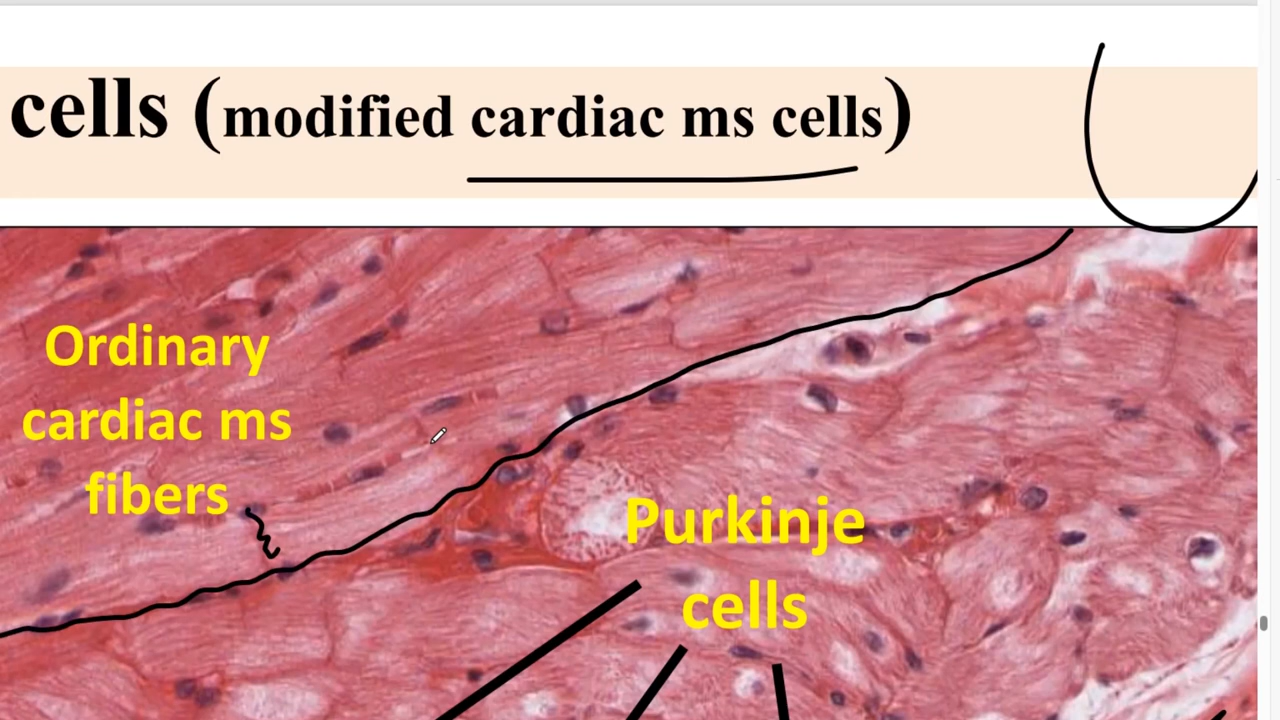 cells (modified cardiac ms cells)
Ordinary
cardiac ms
fibers
Purkinje
cells